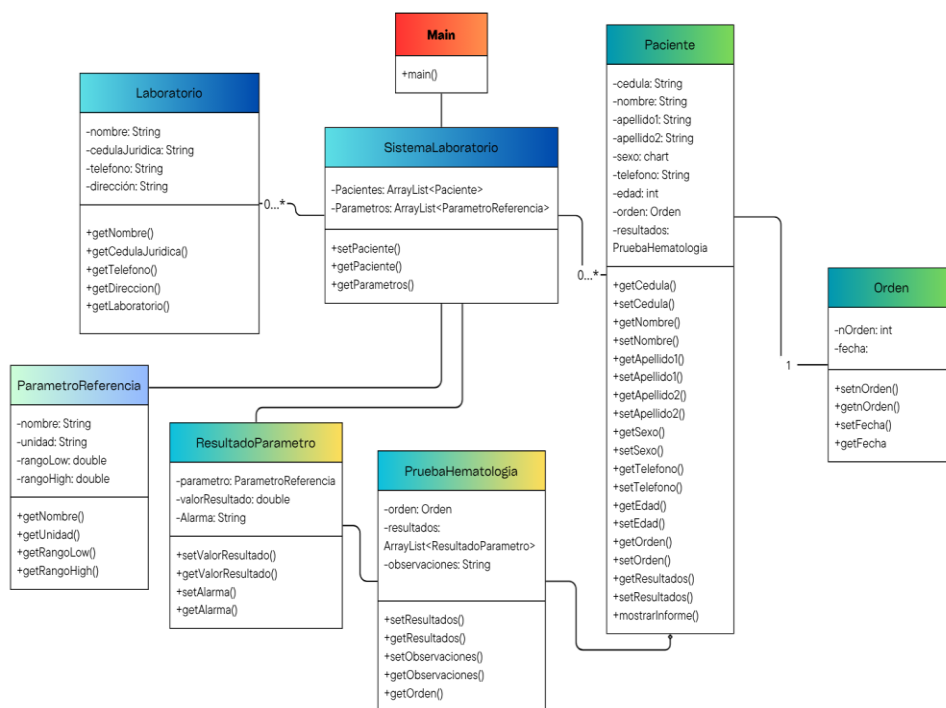 Main
+main()
Laboratorio
-nombre: String
-cedulaJuridica: String
-telefono: String
-dirección: String
+getNombre()
+getCedulaJuridica()
+getTelefono()
+getDireccion()
+getLaboratorio()
0...*
SistemaLaboratorio
-Pacientes: ArrayList<Paciente>
-Parametros: ArrayList<ParametroReferencia>
+setPaciente()
+getPaciente()
+getParametros()
0...*
Paciente
-cedula: String
-nombre: String
-apellido1: String
-apellido2: String
-sexo: chart
-telefono: String
-edad: int
-orden: Orden
-resultados:
PruebaHematologia
+getCedula()
+setCedula()
+getNombre()
+setNombre()
+getApellido1()
+setApellido1()
+getApellido2()
+setApellido2()
+getSexo()
+setSexo()
+getTelefono()
+setTelefono()
+getEdad()
+setEdad()
+getOrden()
+setOrden()
+getResultados()
+setResultados()
+mostrarInforme()
1
Orden
-nOrden: int
-fecha:
+setnOrden()
+getnOrden()
+setFecha()
+getFecha
ParametroReferencia
-nombre: String
-unidad: String
-rangoLow: double
-rangoHigh: double
+getNombre()
+getUnidad()
+getRangoLow()
+getRangoHigh()
ResultadoParametro
-parametro: ParametroReferencia
-valorResultado: double
-Alarma: String
+setValorResultado()
+getValorResultado()
+setAlarma()
+getAlarma()
PruebaHematologia
-orden: Orden
-resultados:
ArrayList<ResultadoParametro>
-observaciones: String
+setResultados()
+getResultados()
+setObservaciones()
+getObservaciones()
+getOrden()